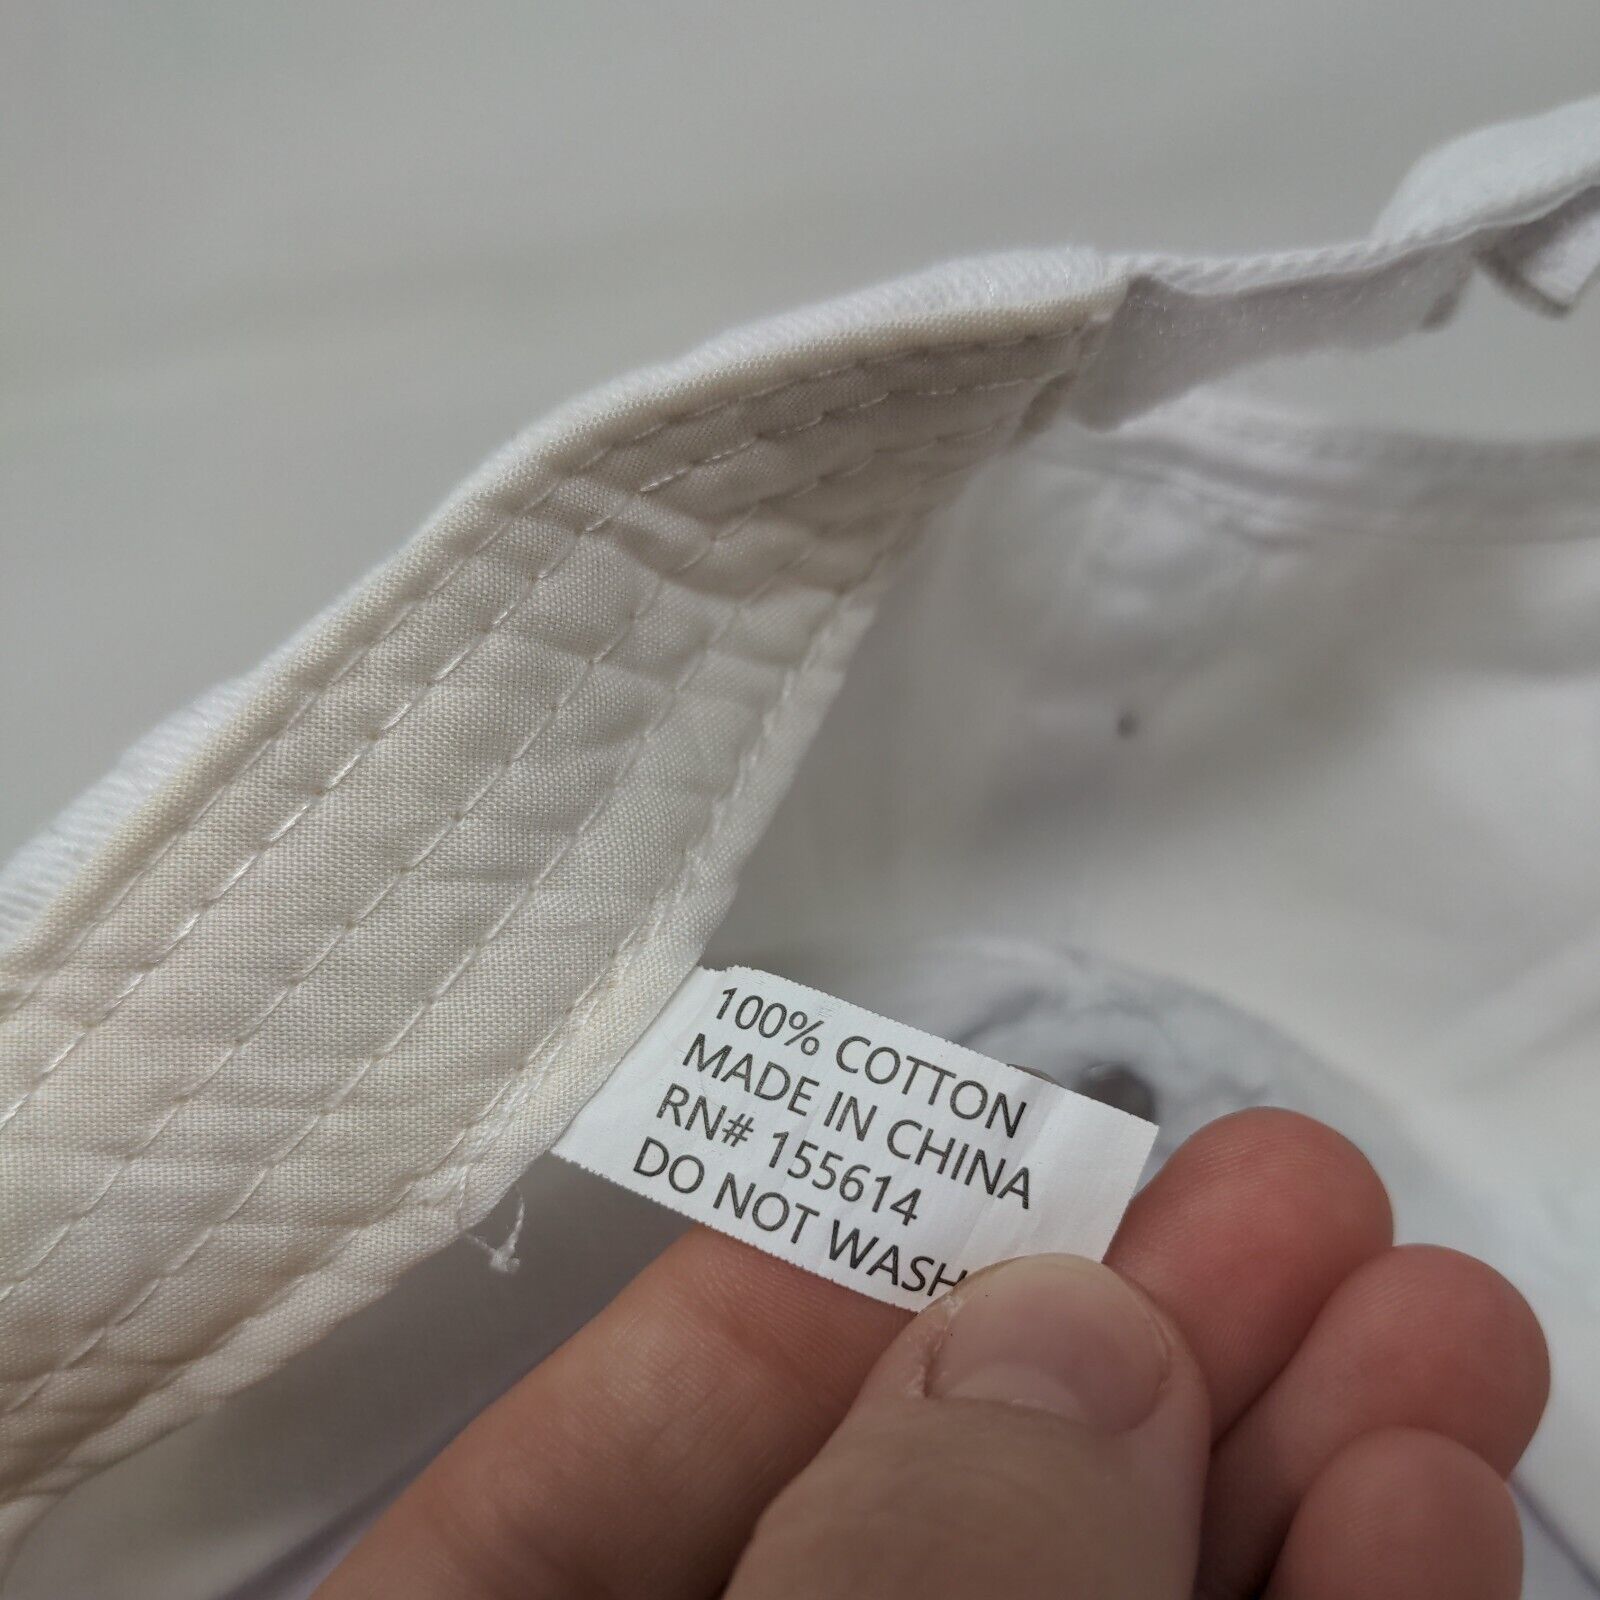 100% COTTON
MADE IN CHINA
RN# 155614
DO NOT WASH